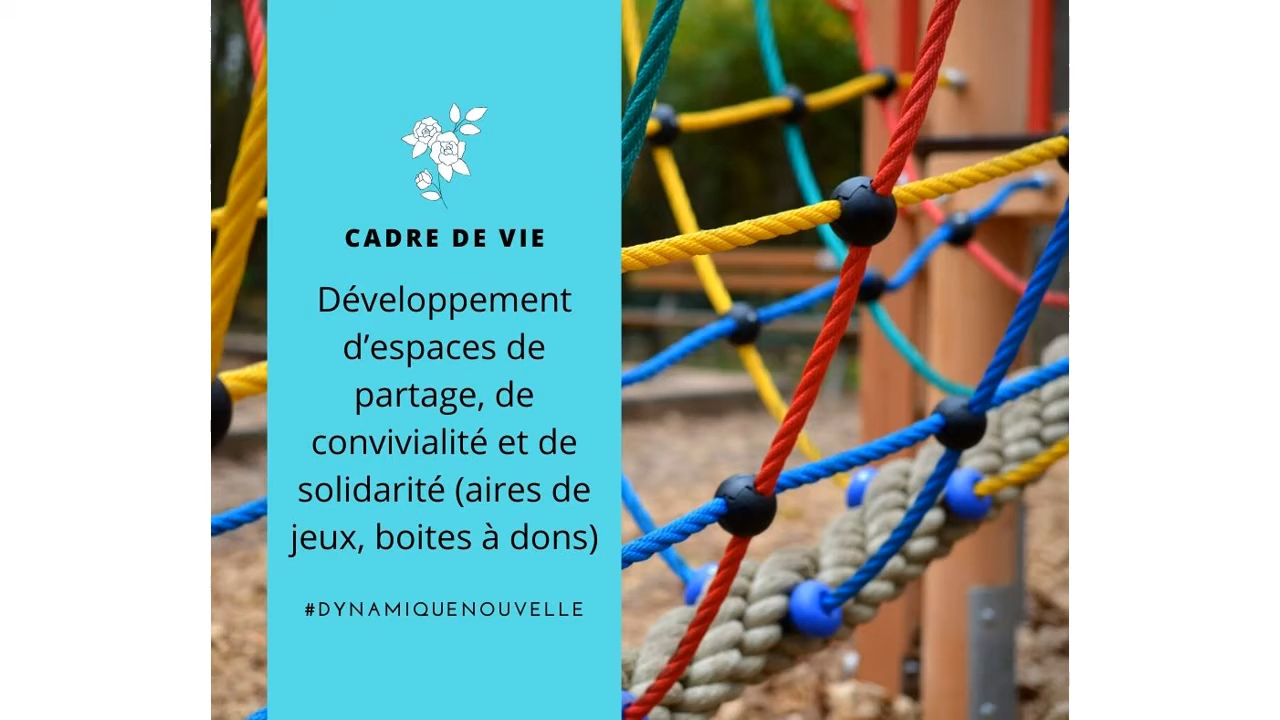 CADRE DE VIE
Développement
d’espaces de
partage, de
convivialité et de
solidarité (aires de
jeux, boites à dons)
#DYNAMIQUENOUVELLE